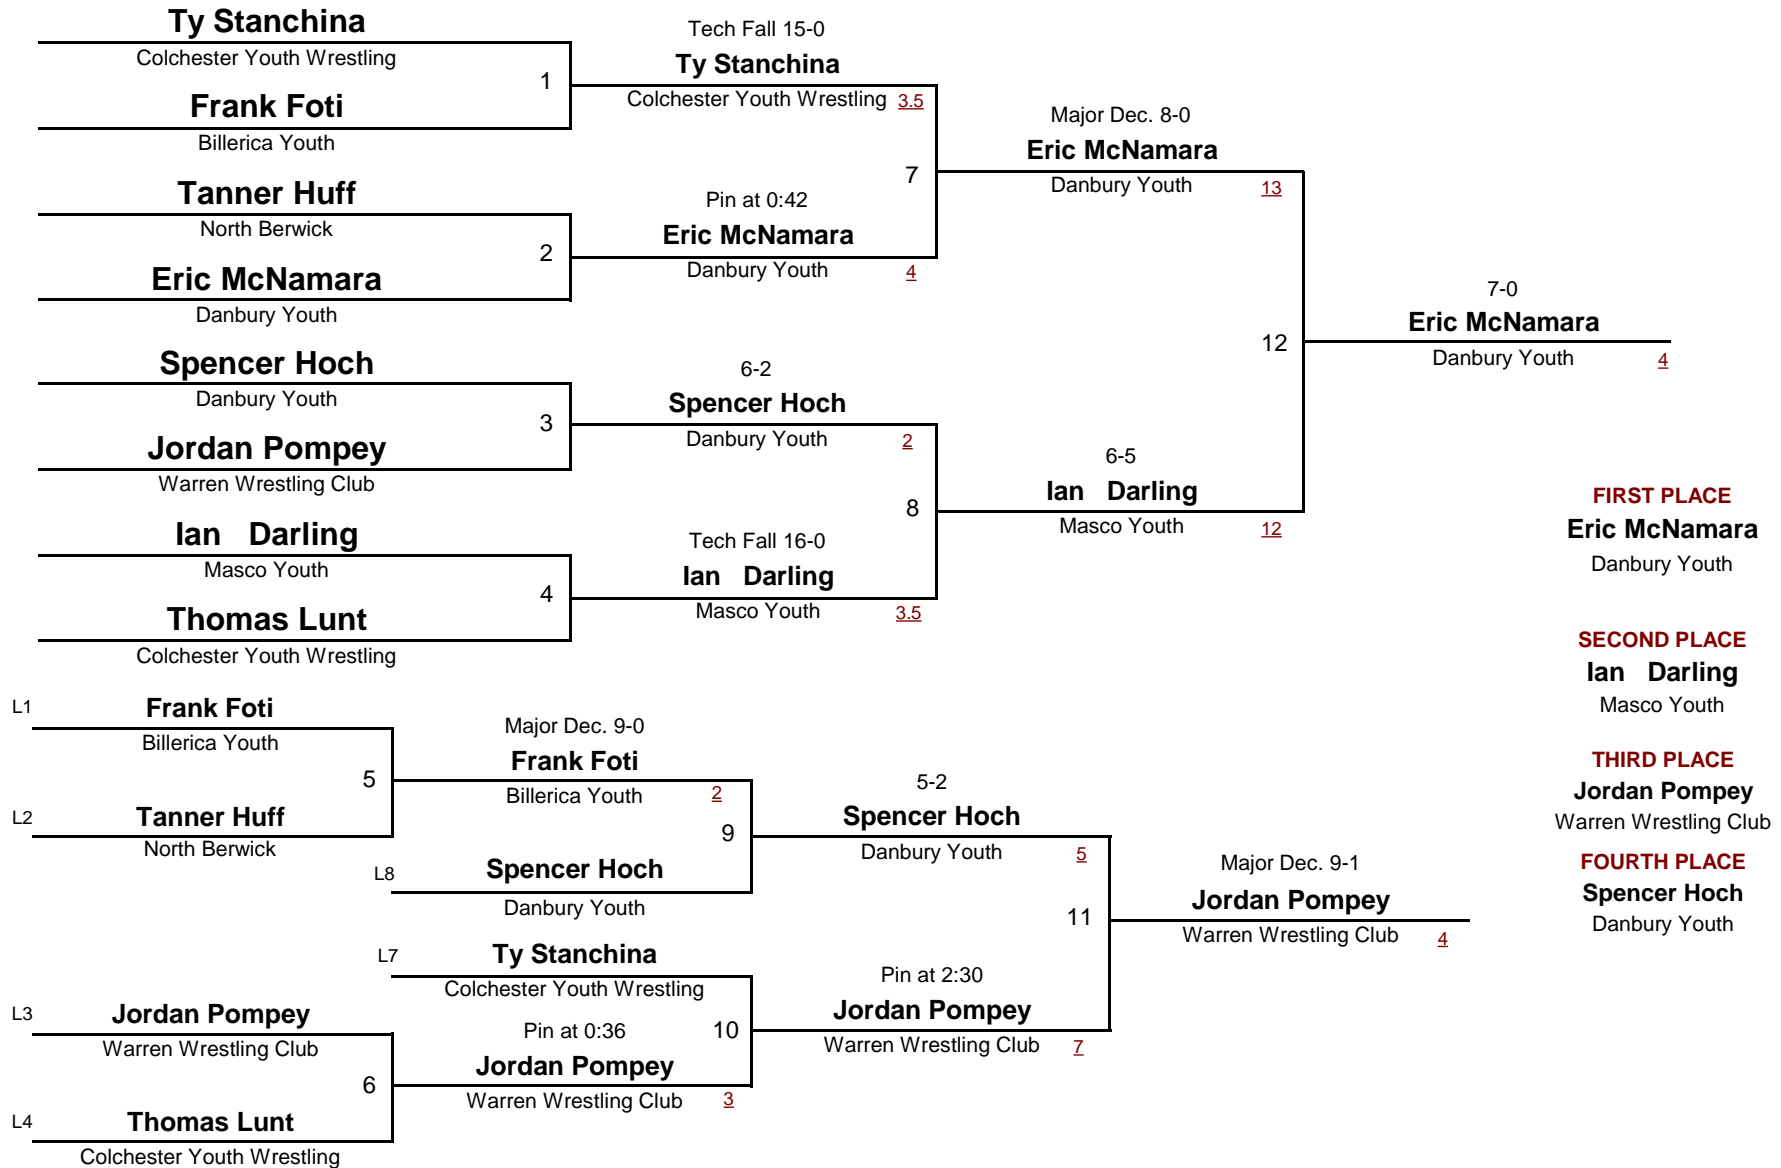 Ty Stanchina
Colchester Youth Wrestling
1
Frank Foti
Billerica Youth
Tanner Huff
North Berwick
2
Eric McNamara
Danbury Youth
Spencer Hoch
Danbury Youth
3
Jordan Pompey
Warren Wrestling Club
Ian Darling
Masco Youth
4
Thomas Lunt
Colchester Youth Wrestling
Tech Fall 15-0
Ty Stanchina
Colchester Youth Wrestling 3.5
7
Pin at 0:42
Eric McNamara
Danbury Youth 4
6-2
Spencer Hoch
Danbury Youth 2
8
Tech Fall 16-0
Ian Darling
Masco Youth 3.5
Major Dec. 8-0
Eric McNamara
Danbury Youth 13
12
6-5
Ian Darling
Masco Youth 12
7-0
Eric McNamara
Danbury Youth 4
FIRST PLACE
Eric McNamara
Danbury Youth
SECOND PLACE
Ian Darling
Masco Youth
THIRD PLACE
Jordan Pompey
Warren Wrestling Club
FOURTH PLACE
Spencer Hoch
Danbury Youth
L1 Frank Foti
Billerica Youth
5
L2 Tanner Huff
North Berwick
Major Dec. 9-0
Frank Foti
Billerica Youth 2
9
L8 Spencer Hoch
Danbury Youth
L7 Ty Stanchina
Colchester Youth Wrestling
10
L3 Jordan Pompey
Warren Wrestling Club
6
L4 Thomas Lunt
Colchester Youth Wrestling
Pin at 0:36
Jordan Pompey
Warren Wrestling Club 3
5-2
Spencer Hoch
Danbury Youth 5
11
Pin at 2:30
Jordan Pompey
Warren Wrestling Club 7
Major Dec. 9-1
Jordan Pompey
Warren Wrestling Club 4